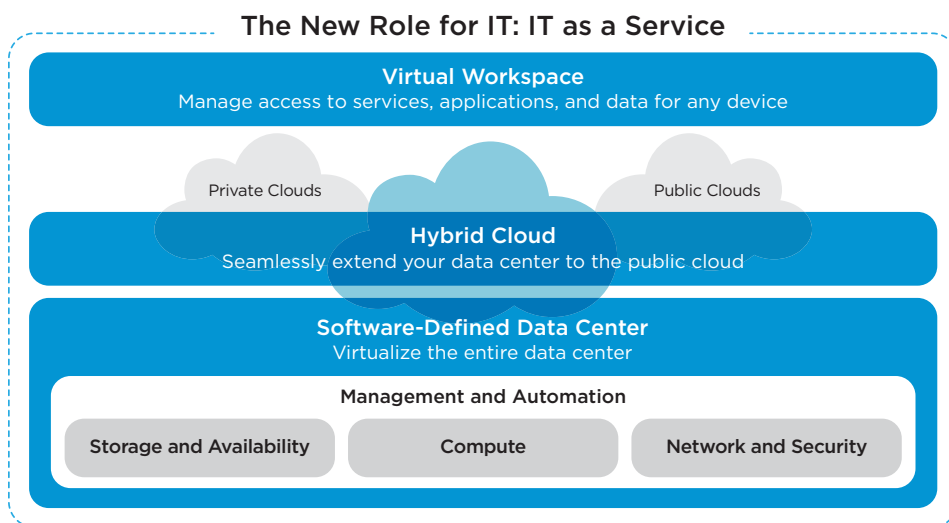 The New Role for IT: IT as a Service
Virtual Workspace
Manage access to services, applications, and data for any device
Private Clouds
Public Clouds
Hybrid Cloud
Seamlessly extend your data center to the public cloud
Software-Defined Data Center
Virtualize the entire data center
Management and Automation
Storage and Availability
Compute
Network and Security